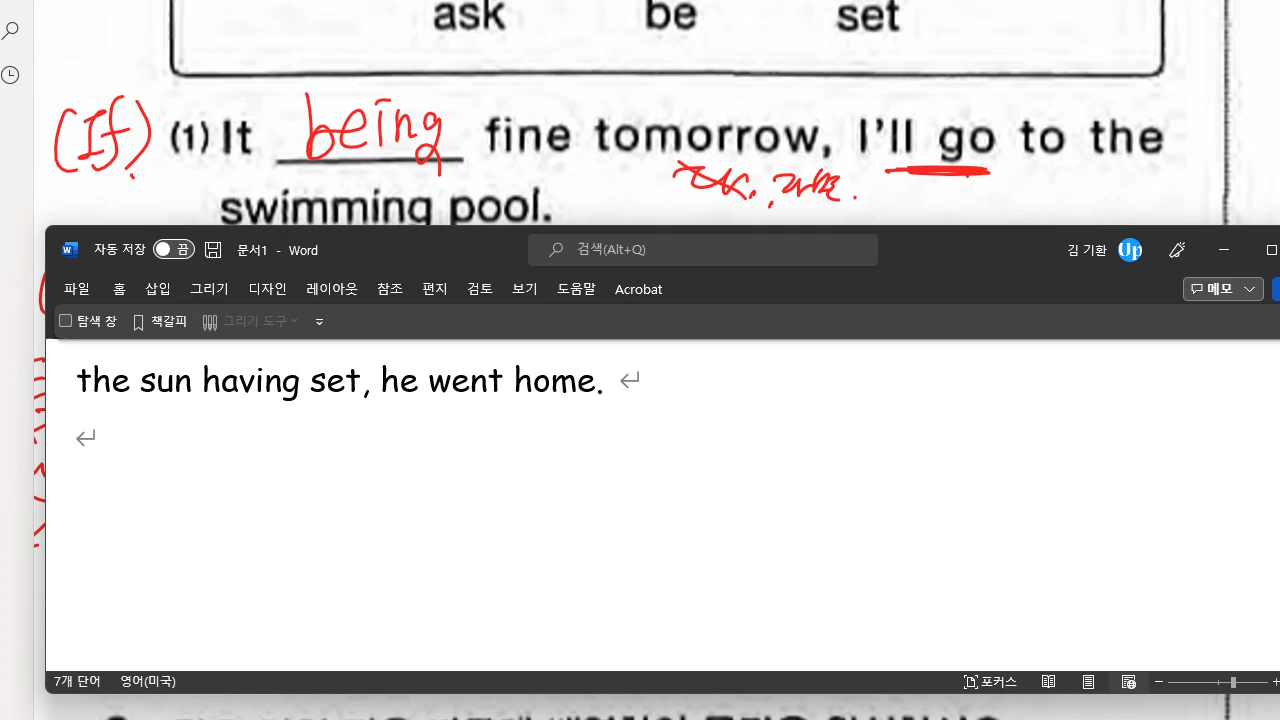 ask be set
(If) (1) It being fine tomorrow, I'll go to the
swimming pool.
자동 저장 끔 문서1 - Word 검색(Alt+Q) 김 기환 Up
파일 홈 삽입 그리기 디자인 레이아웃 참조 편지 검토 보기 도움말 Acrobat 메모
탐색 창 책갈피 그리기 도구
the sun having set, he went home.
7개 단어 영어(미국) 포커스